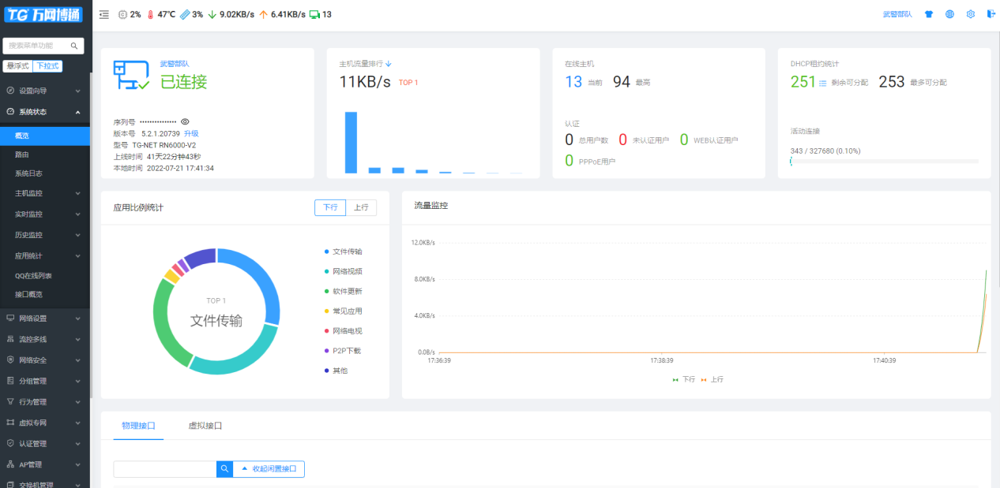 TG 万网博通
2% 47℃ 3% 9.02KB/s 6.41KB/s 13
武警部队
搜索菜单功能
悬浮式 下拉式
设置向导
系统状态
概览
路由
系统日志
主机监控
实时监控
历史监控
应用统计
QQ在线列表
接口概览
网络设置
流控多线
网络安全
分组管理
行为管理
虚拟专网
认证管理
AP管理
交换机管理
武警部队
已连接
序列号 ···············
版本号 5.2.1.20739 升级
型号 TG-NET RN6000-V2
上线时间 41天22分钟43秒
本地时间 2022-07-21 17:41:34
主机流量排行
11KB/s TOP 1
在线主机
13 当前 94 最高
认证
0 总用户数 0 未认证用户 0 WEB认证用户
0 PPPoE用户
DHCP租约统计
251 剩余可分配 253 最多可分配
活动连接
343 / 327680 (0.10%)
应用比例统计
下行 上行
TOP 1
文件传输
文件传输
网络视频
软件更新
常见应用
网络电视
P2P下载
其他
流量监控
12.0KB/s
8.0KB/s
4.0KB/s
0.0B/s
17:36:39 17:38:39 17:40:39
下行 上行
物理接口 虚拟接口
收起闲置接口